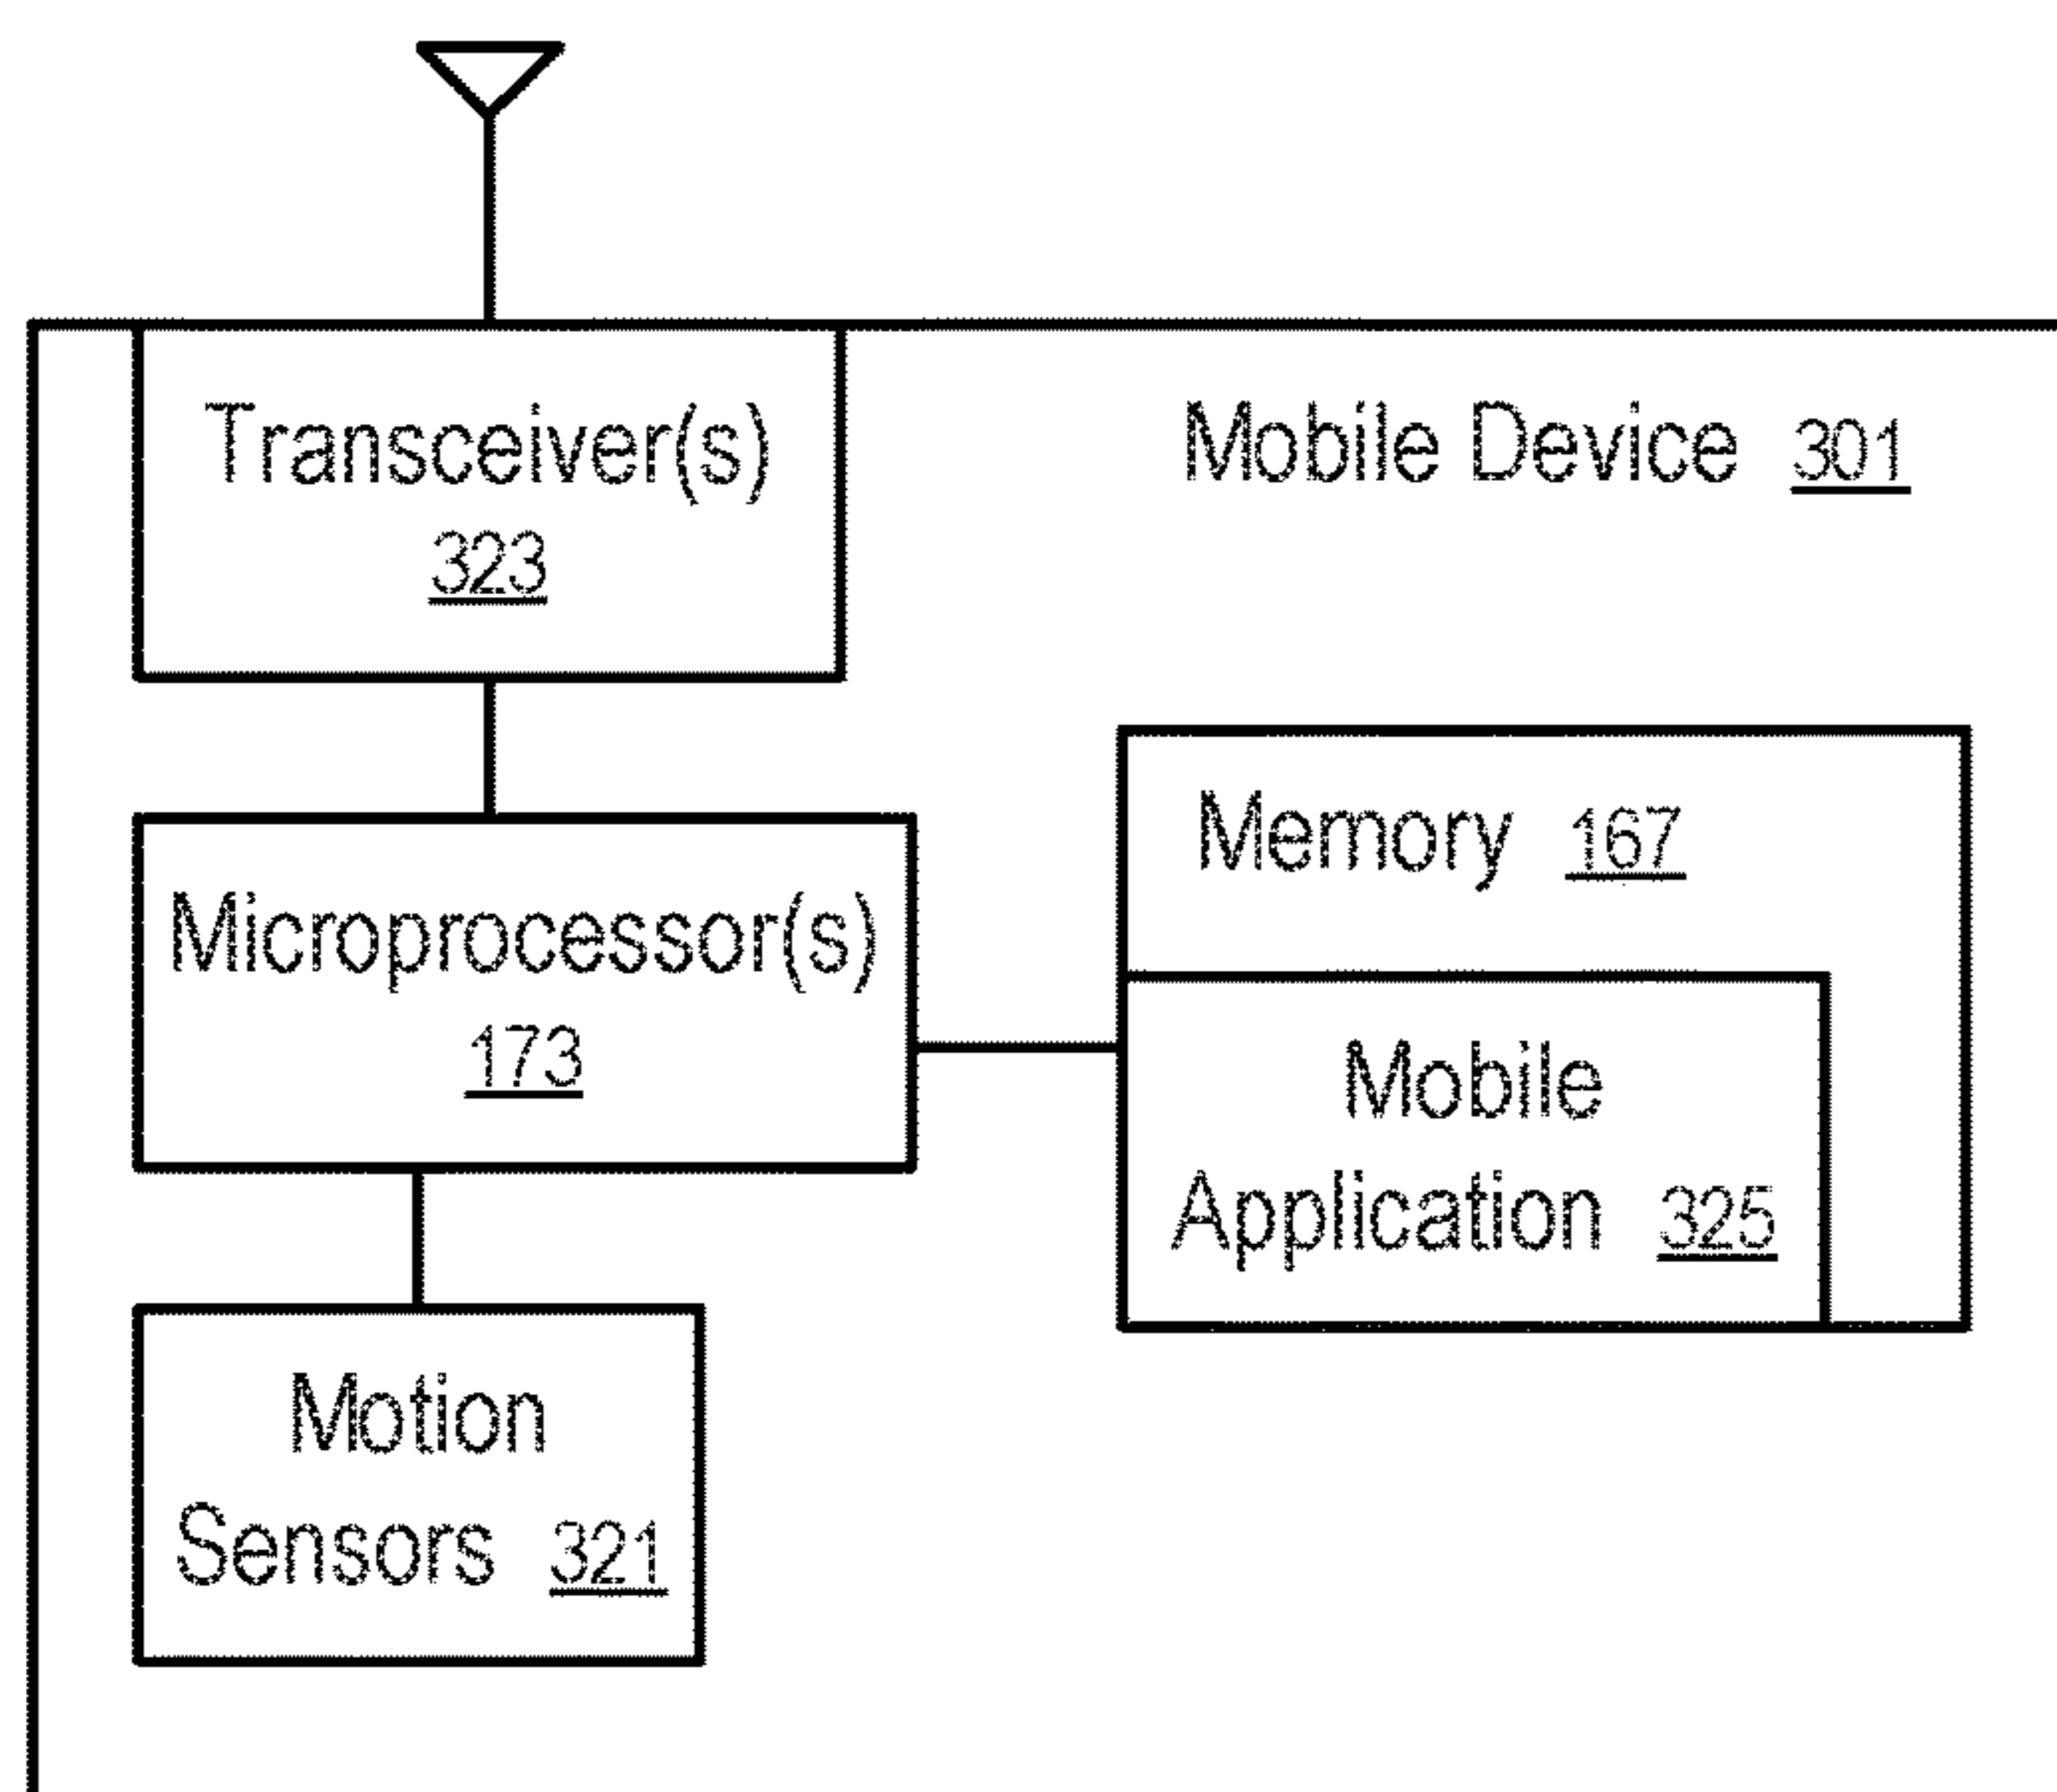 Transceiver(s)
323
Mobile Device 301
Microprocessor(s)
173
Memory 167
Mobile
Application 325
Motion
Sensors 321